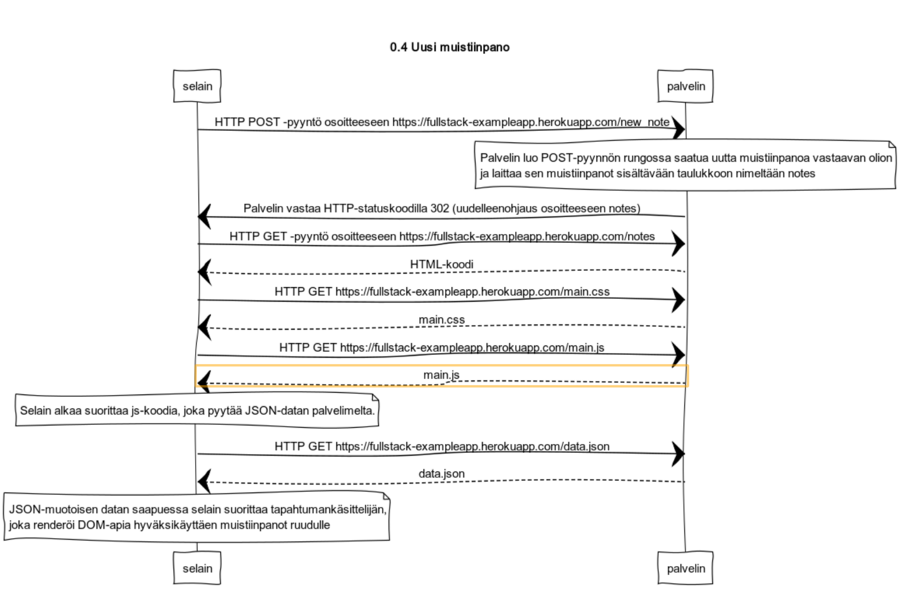 0.4 Uusi muistiinpano
selain
palvelin
HTTP POST -pyyntö osoitteeseen https://fullstack-exampleapp.herokuapp.com/new_note
Palvelin luo POST-pyynnön rungossa saatua uutta muistiinpanoa vastaavan olion
ja laittaa sen muistiinpanot sisältävään taulukkoon nimeltään notes
Palvelin vastaa HTTP-statuskoodilla 302 (uudelleenohjaus osoitteeseen notes)
HTTP GET -pyyntö osoitteeseen https://fullstack-exampleapp.herokuapp.com/notes
HTML-koodi
HTTP GET https://fullstack-exampleapp.herokuapp.com/main.css
main.css
HTTP GET https://fullstack-exampleapp.herokuapp.com/main.js
main.js
Selain alkaa suorittaa js-koodia, joka pyytää JSON-datan palvelimelta.
HTTP GET https://fullstack-exampleapp.herokuapp.com/data.json
data.json
JSON-muotoisen datan saapuessa selain suorittaa tapahtumankäsittelijän,
joka renderöi DOM-apia hyväksikäyttäen muistiinpanot ruudulle
selain
palvelin